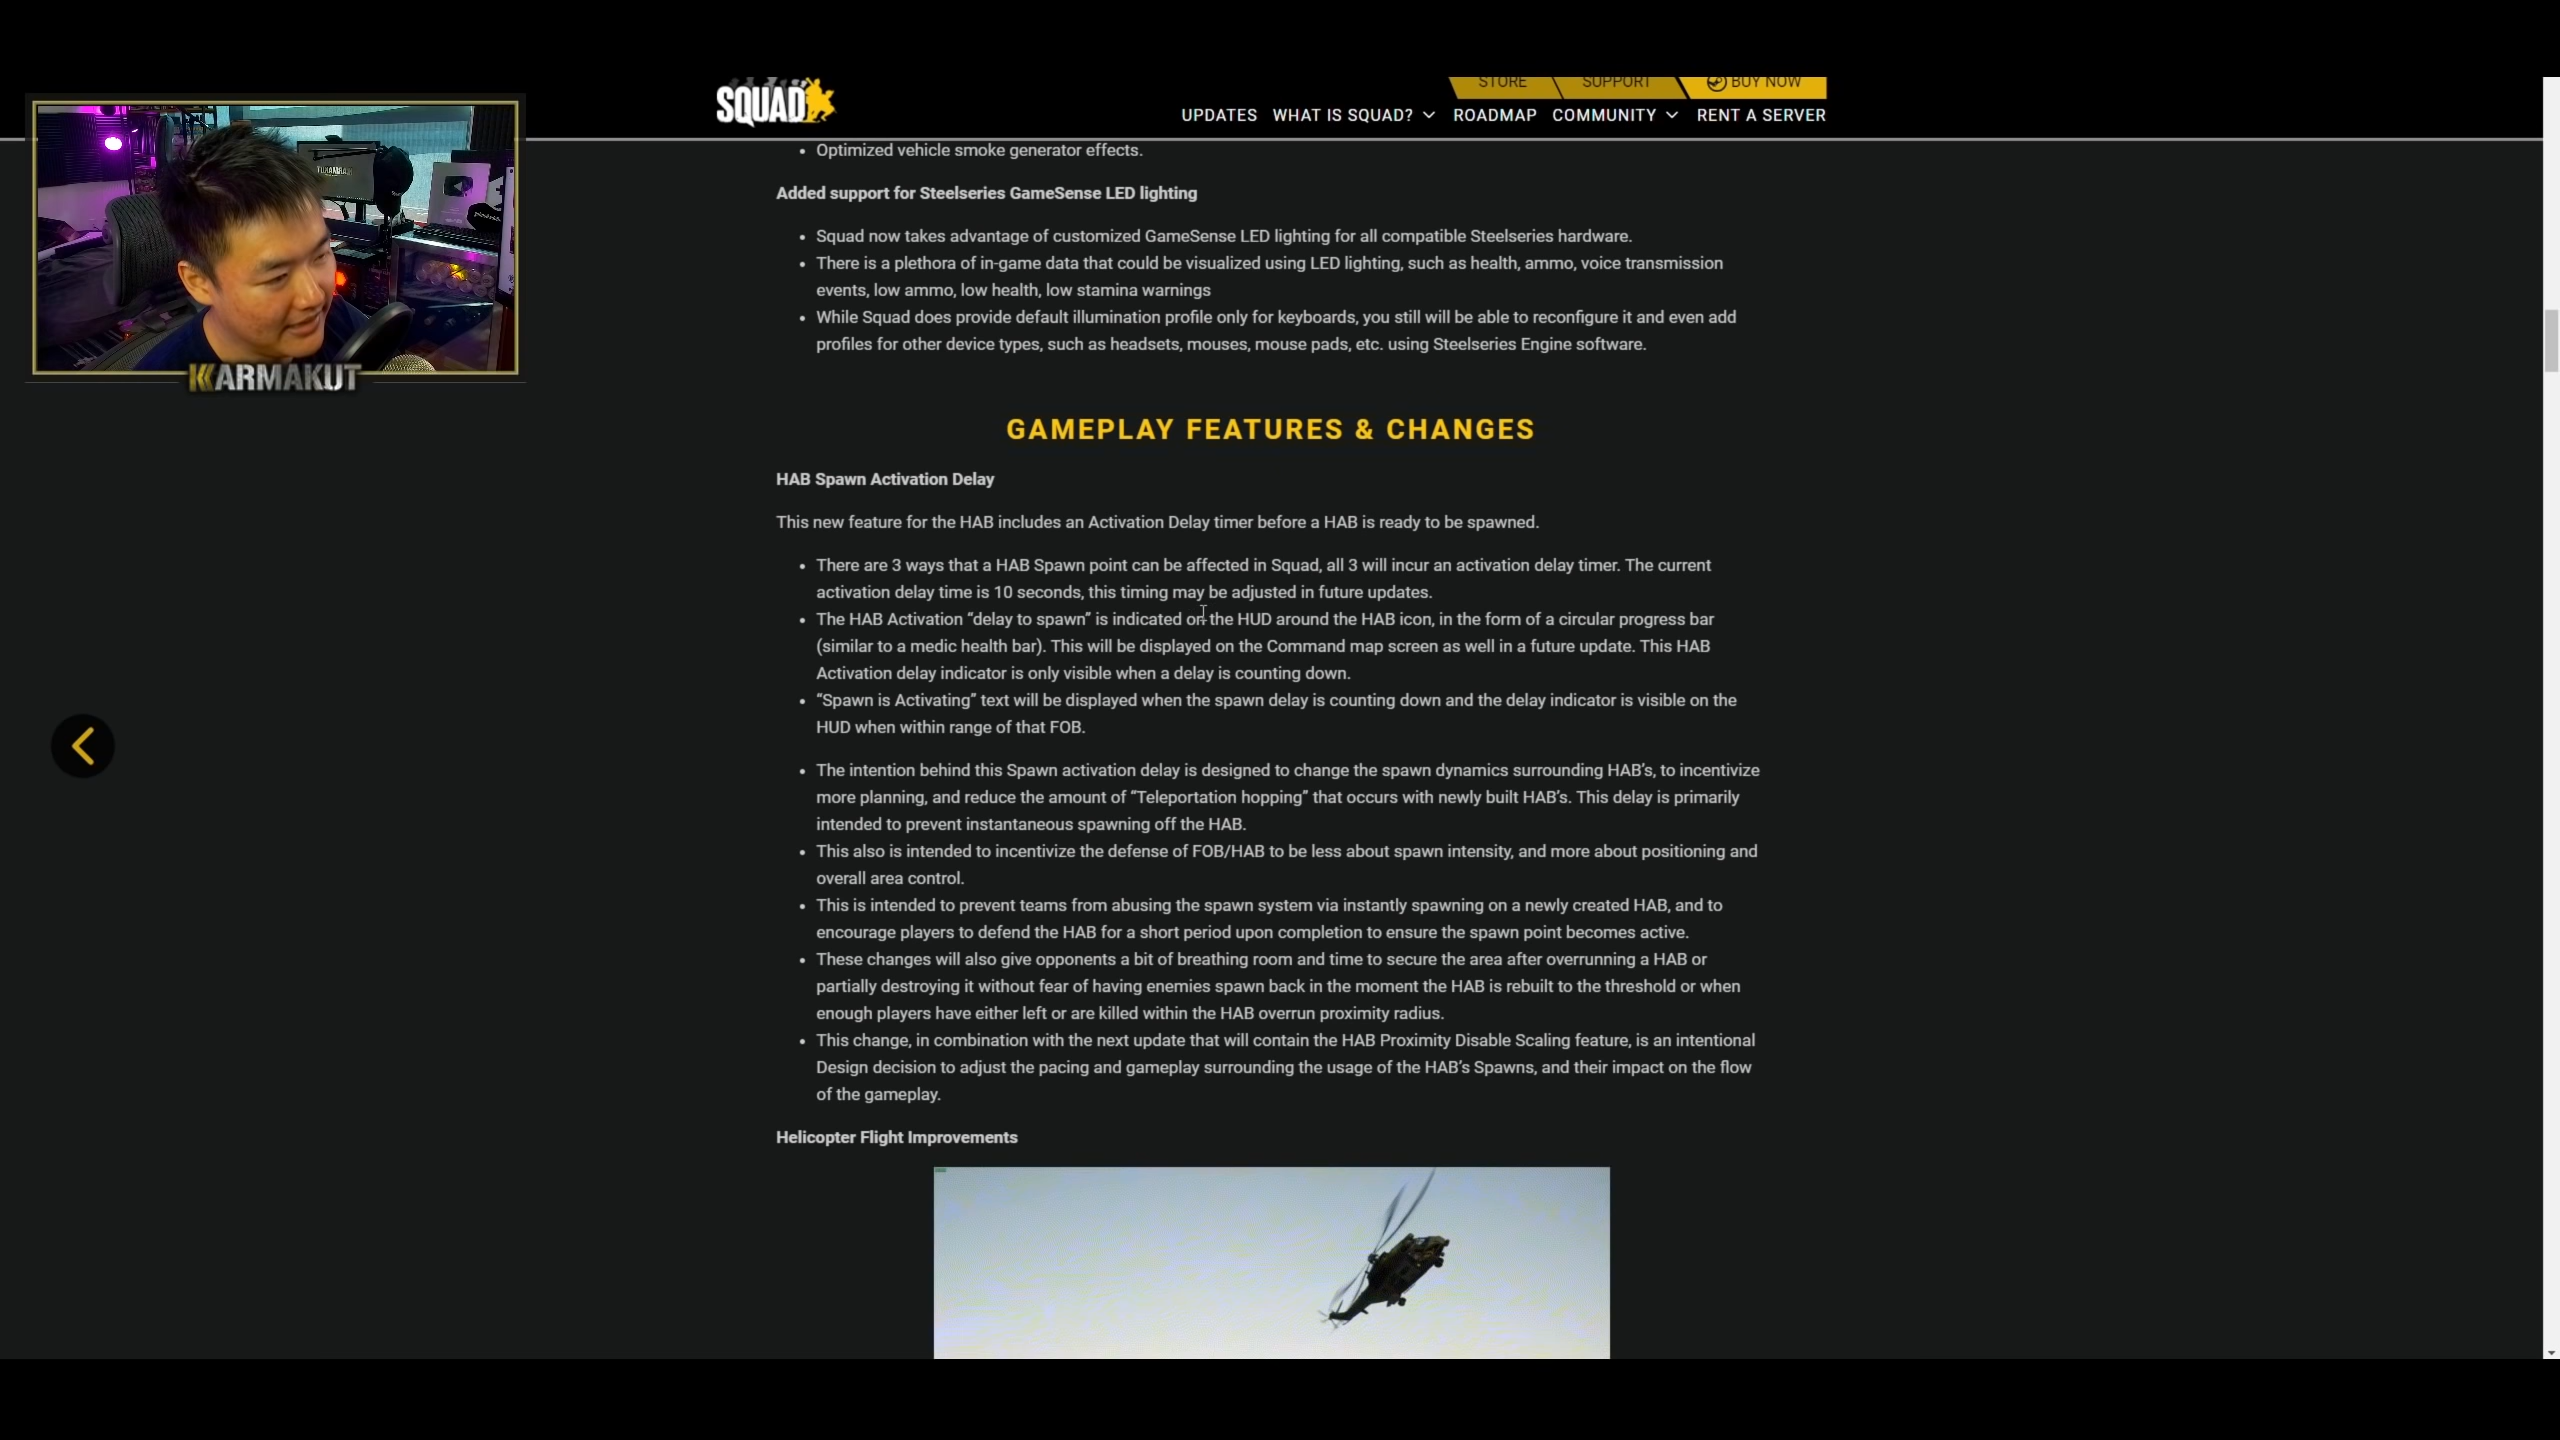 STORE
SUPPORT
BUY NOW
SQUAD
UPDATES
WHAT IS SQUAD?
ROADMAP
COMMUNITY
RENT A SERVER
KARMAKUT
• Optimized vehicle smoke generator effects.
Added support for Steelseries GameSense LED lighting
• Squad now takes advantage of customized GameSense LED lighting for all compatible Steelseries hardware.
• There is a plethora of in-game data that could be visualized using LED lighting, such as health, ammo, voice transmission
events, low ammo, low health, low stamina warnings
• While Squad does provide default illumination profile only for keyboards, you still will be able to reconfigure it and even add
profiles for other device types, such as headsets, mouses, mouse pads, etc. using Steelseries Engine software.
GAMEPLAY FEATURES & CHANGES
HAB Spawn Activation Delay
This new feature for the HAB includes an Activation Delay timer before a HAB is ready to be spawned.
• There are 3 ways that a HAB Spawn point can be affected in Squad, all 3 will incur an activation delay timer. The current
activation delay time is 10 seconds, this timing may be adjusted in future updates.
• The HAB Activation “delay to spawn” is indicated on the HUD around the HAB icon, in the form of a circular progress bar
(similar to a medic health bar). This will be displayed on the Command map screen as well in a future update. This HAB
Activation delay indicator is only visible when a delay is counting down.
• “Spawn is Activating” text will be displayed when the spawn delay is counting down and the delay indicator is visible on the
HUD when within range of that FOB.
• The intention behind this Spawn activation delay is designed to change the spawn dynamics surrounding HAB’s, to incentivize
more planning, and reduce the amount of “Teleportation hopping” that occurs with newly built HAB’s. This delay is primarily
intended to prevent instantaneous spawning off the HAB.
• This also is intended to incentivize the defense of FOB/HAB to be less about spawn intensity, and more about positioning and
overall area control.
• This is intended to prevent teams from abusing the spawn system via instantly spawning on a newly created HAB, and to
encourage players to defend the HAB for a short period upon completion to ensure the spawn point becomes active.
• These changes will also give opponents a bit of breathing room and time to secure the area after overrunning a HAB or
partially destroying it without fear of having enemies spawn back in the moment the HAB is rebuilt to the threshold or when
enough players have either left or are killed within the HAB overrun proximity radius.
• This change, in combination with the next update that will contain the HAB Proximity Disable Scaling feature, is an intentional
Design decision to adjust the pacing and gameplay surrounding the usage of the HAB’s Spawns, and their impact on the flow
of the gameplay.
Helicopter Flight Improvements